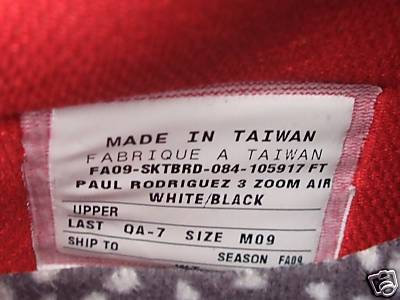 MADE IN TAIWAN
FABRIQUE A TAIWAN
FA09-SKTBRD-084-105917 FT
PAUL RODRIGUEZ 3 ZOOM AIR
WHITE/BLACK
UPPER
LAST QA-7 SIZE M09
SHIP TO
SEASON FA09